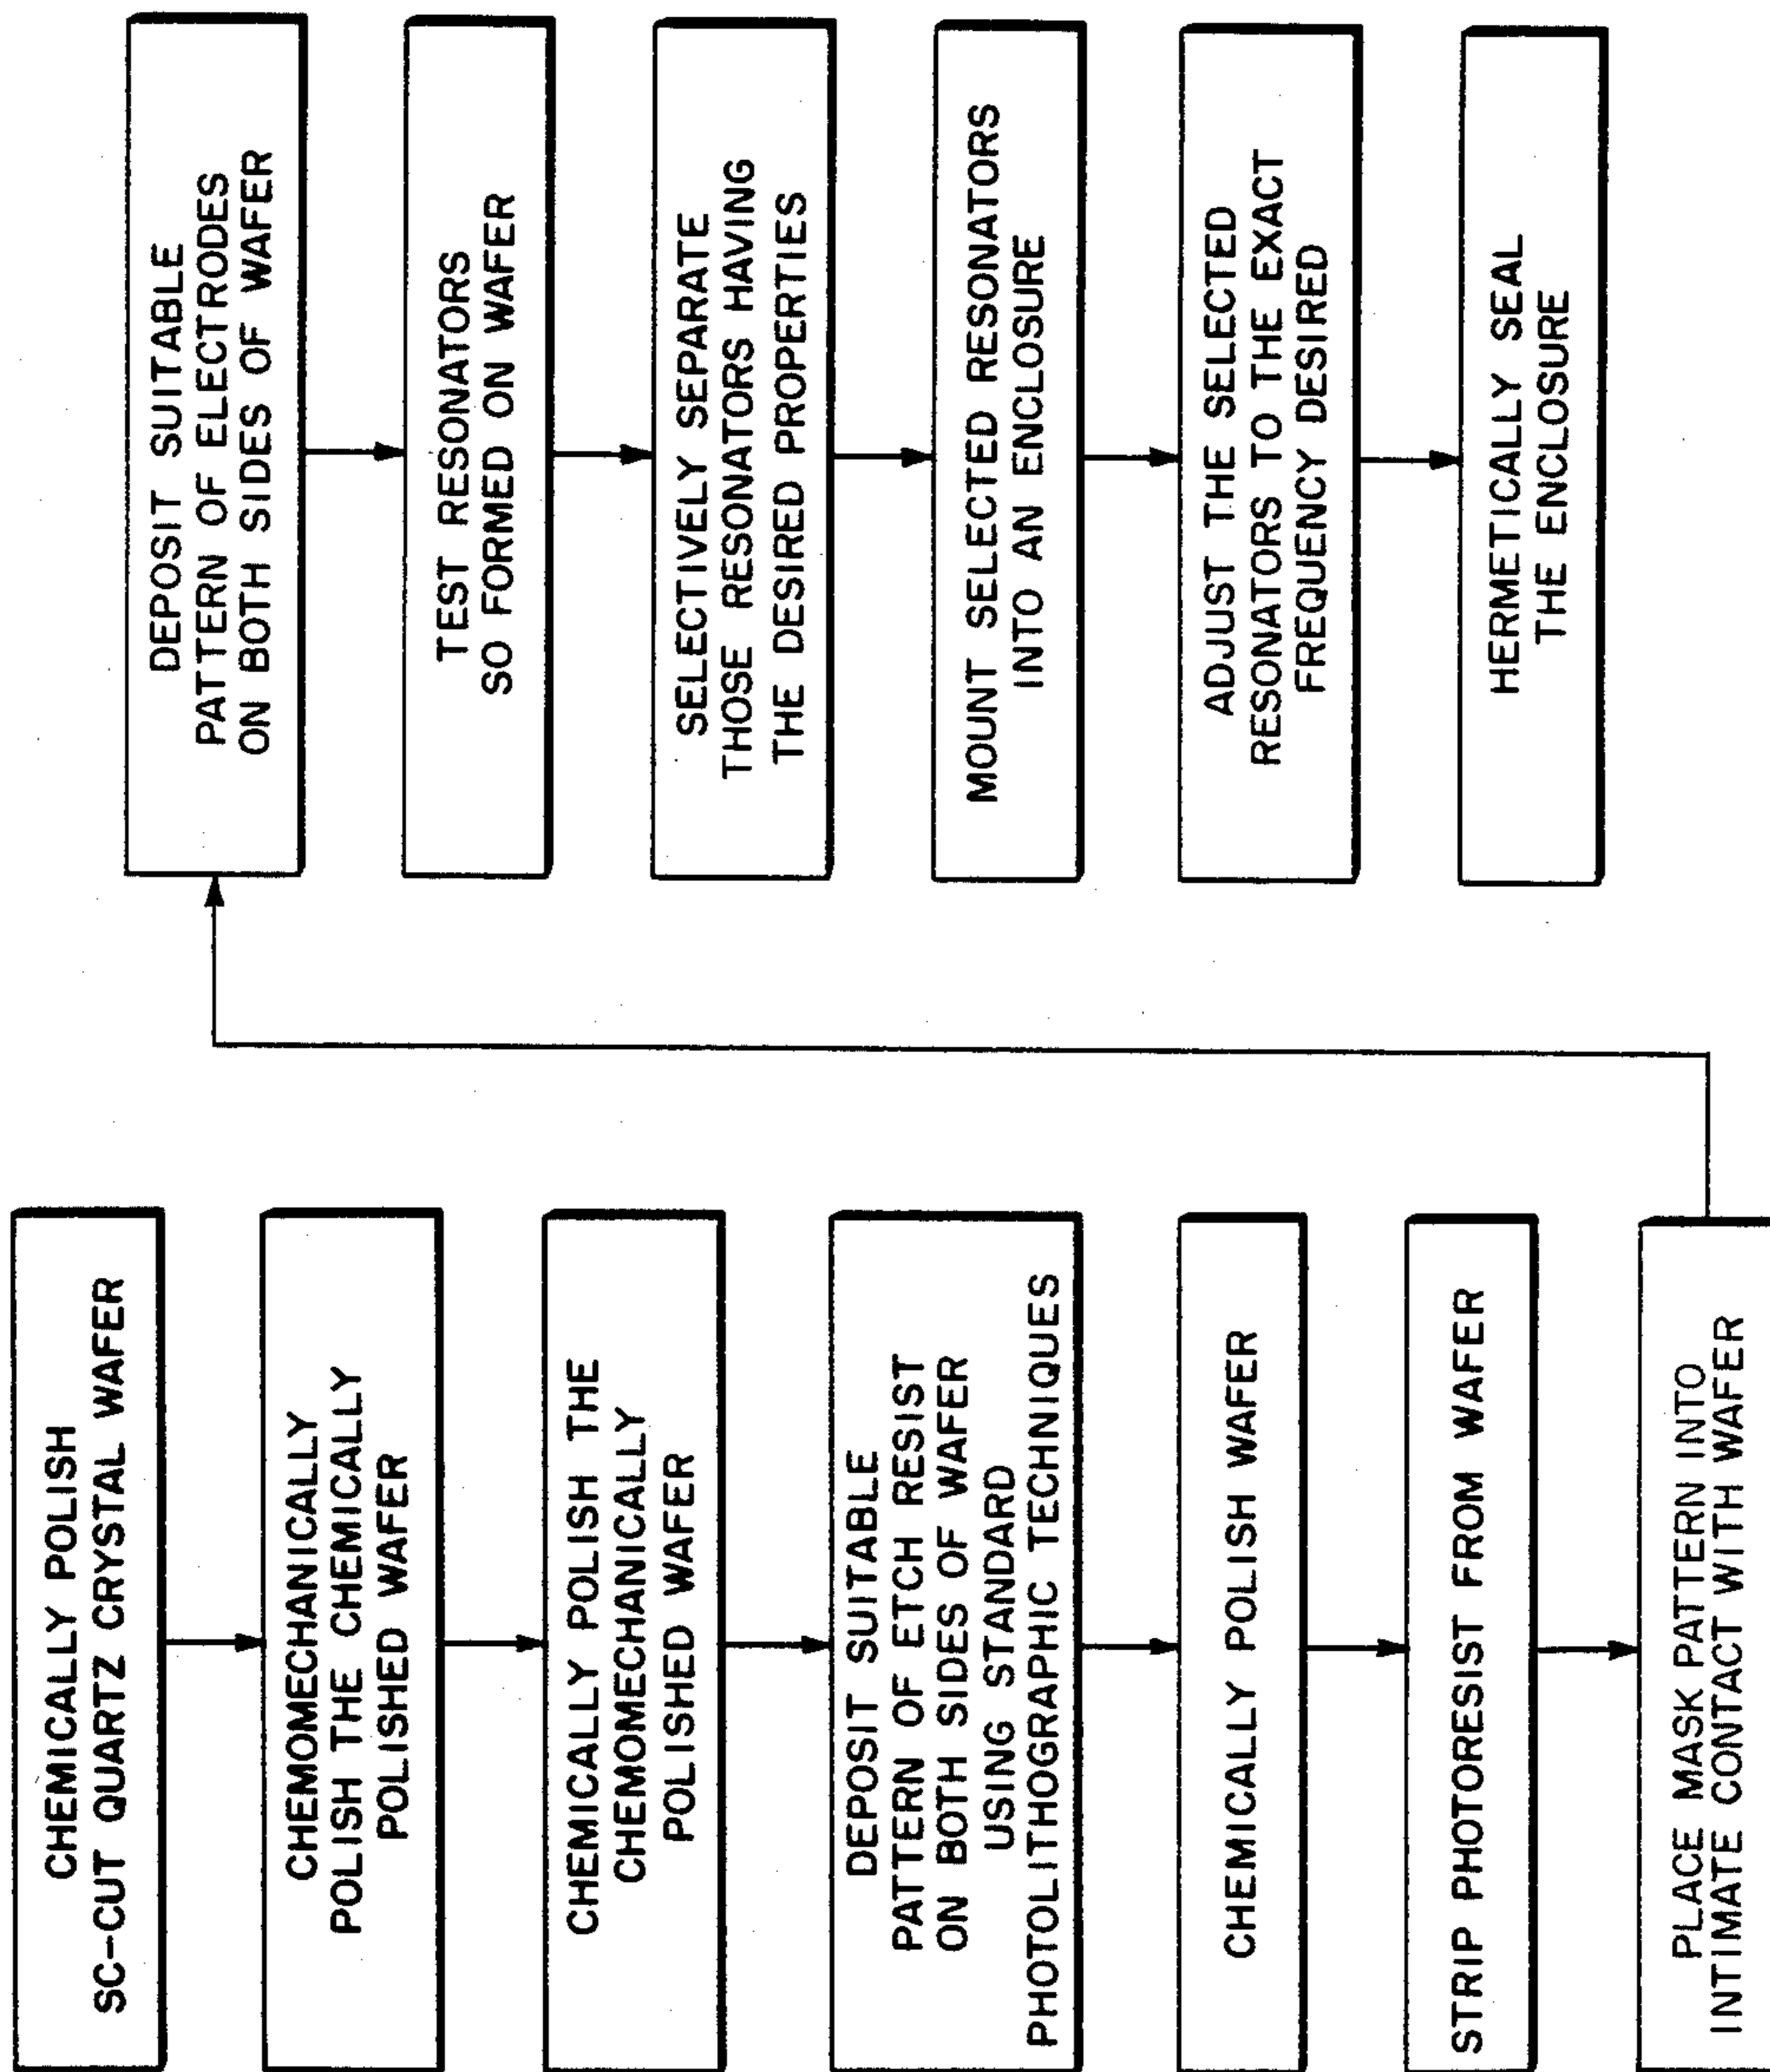 CHEMICALLY POLISH
SC-CUT QUARTZ CRYSTAL WAFER
CHEMOMECHANICALLY
POLISH THE CHEMICALLY
POLISHED WAFER
CHEMICALLY POLISH THE
CHEMOMECHANICALLY
POLISHED WAFER
DEPOSIT SUITABLE
PATTERN OF ETCH RESIST
ON BOTH SIDES OF WAFER
USING STANDARD
PHOTOLITHOGRAPHIC TECHNIQUES
CHEMICALLY POLISH WAFER
STRIP PHOTORESIST FROM WAFER
PLACE MASK PATTERN INTO
INTIMATE CONTACT WITH WAFER
DEPOSIT SUITABLE
PATTERN OF ELECTRODES
ON BOTH SIDES OF WAFER
TEST RESONATORS
SO FORMED ON WAFER
SELECTIVELY SEPARATE
THOSE RESONATORS HAVING
THE DESIRED PROPERTIES
MOUNT SELECTED RESONATORS
INTO AN ENCLOSURE
ADJUST THE SELECTED
RESONATORS TO THE EXACT
FREQUENCY DESIRED
HERMETICALLY SEAL
THE ENCLOSURE